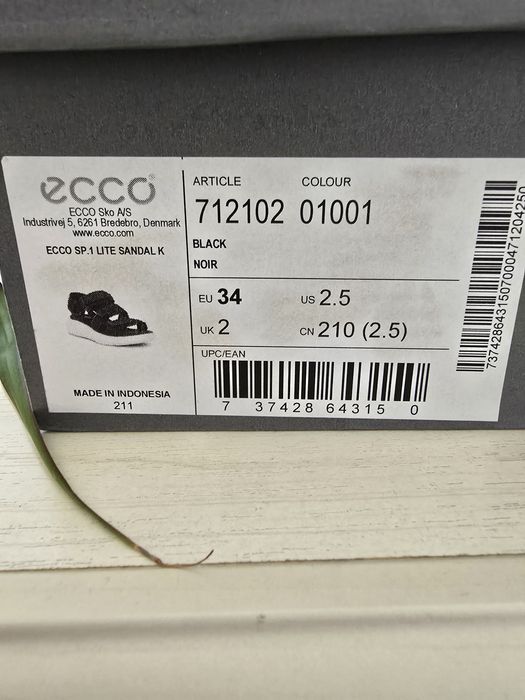 ecco
ECCO Sko A/S
Industrivej 5, 6261 Bredebro, Denmark
www.ecco.com
ECCO SP.1 LITE SANDAL K
MADE IN INDONESIA
211
ARTICLE COLOUR
712102 01001
BLACK
NOIR
EU 34 US 2.5
UK 2 CN 210 (2.5)
UPC/EAN
7 37428 64315 0